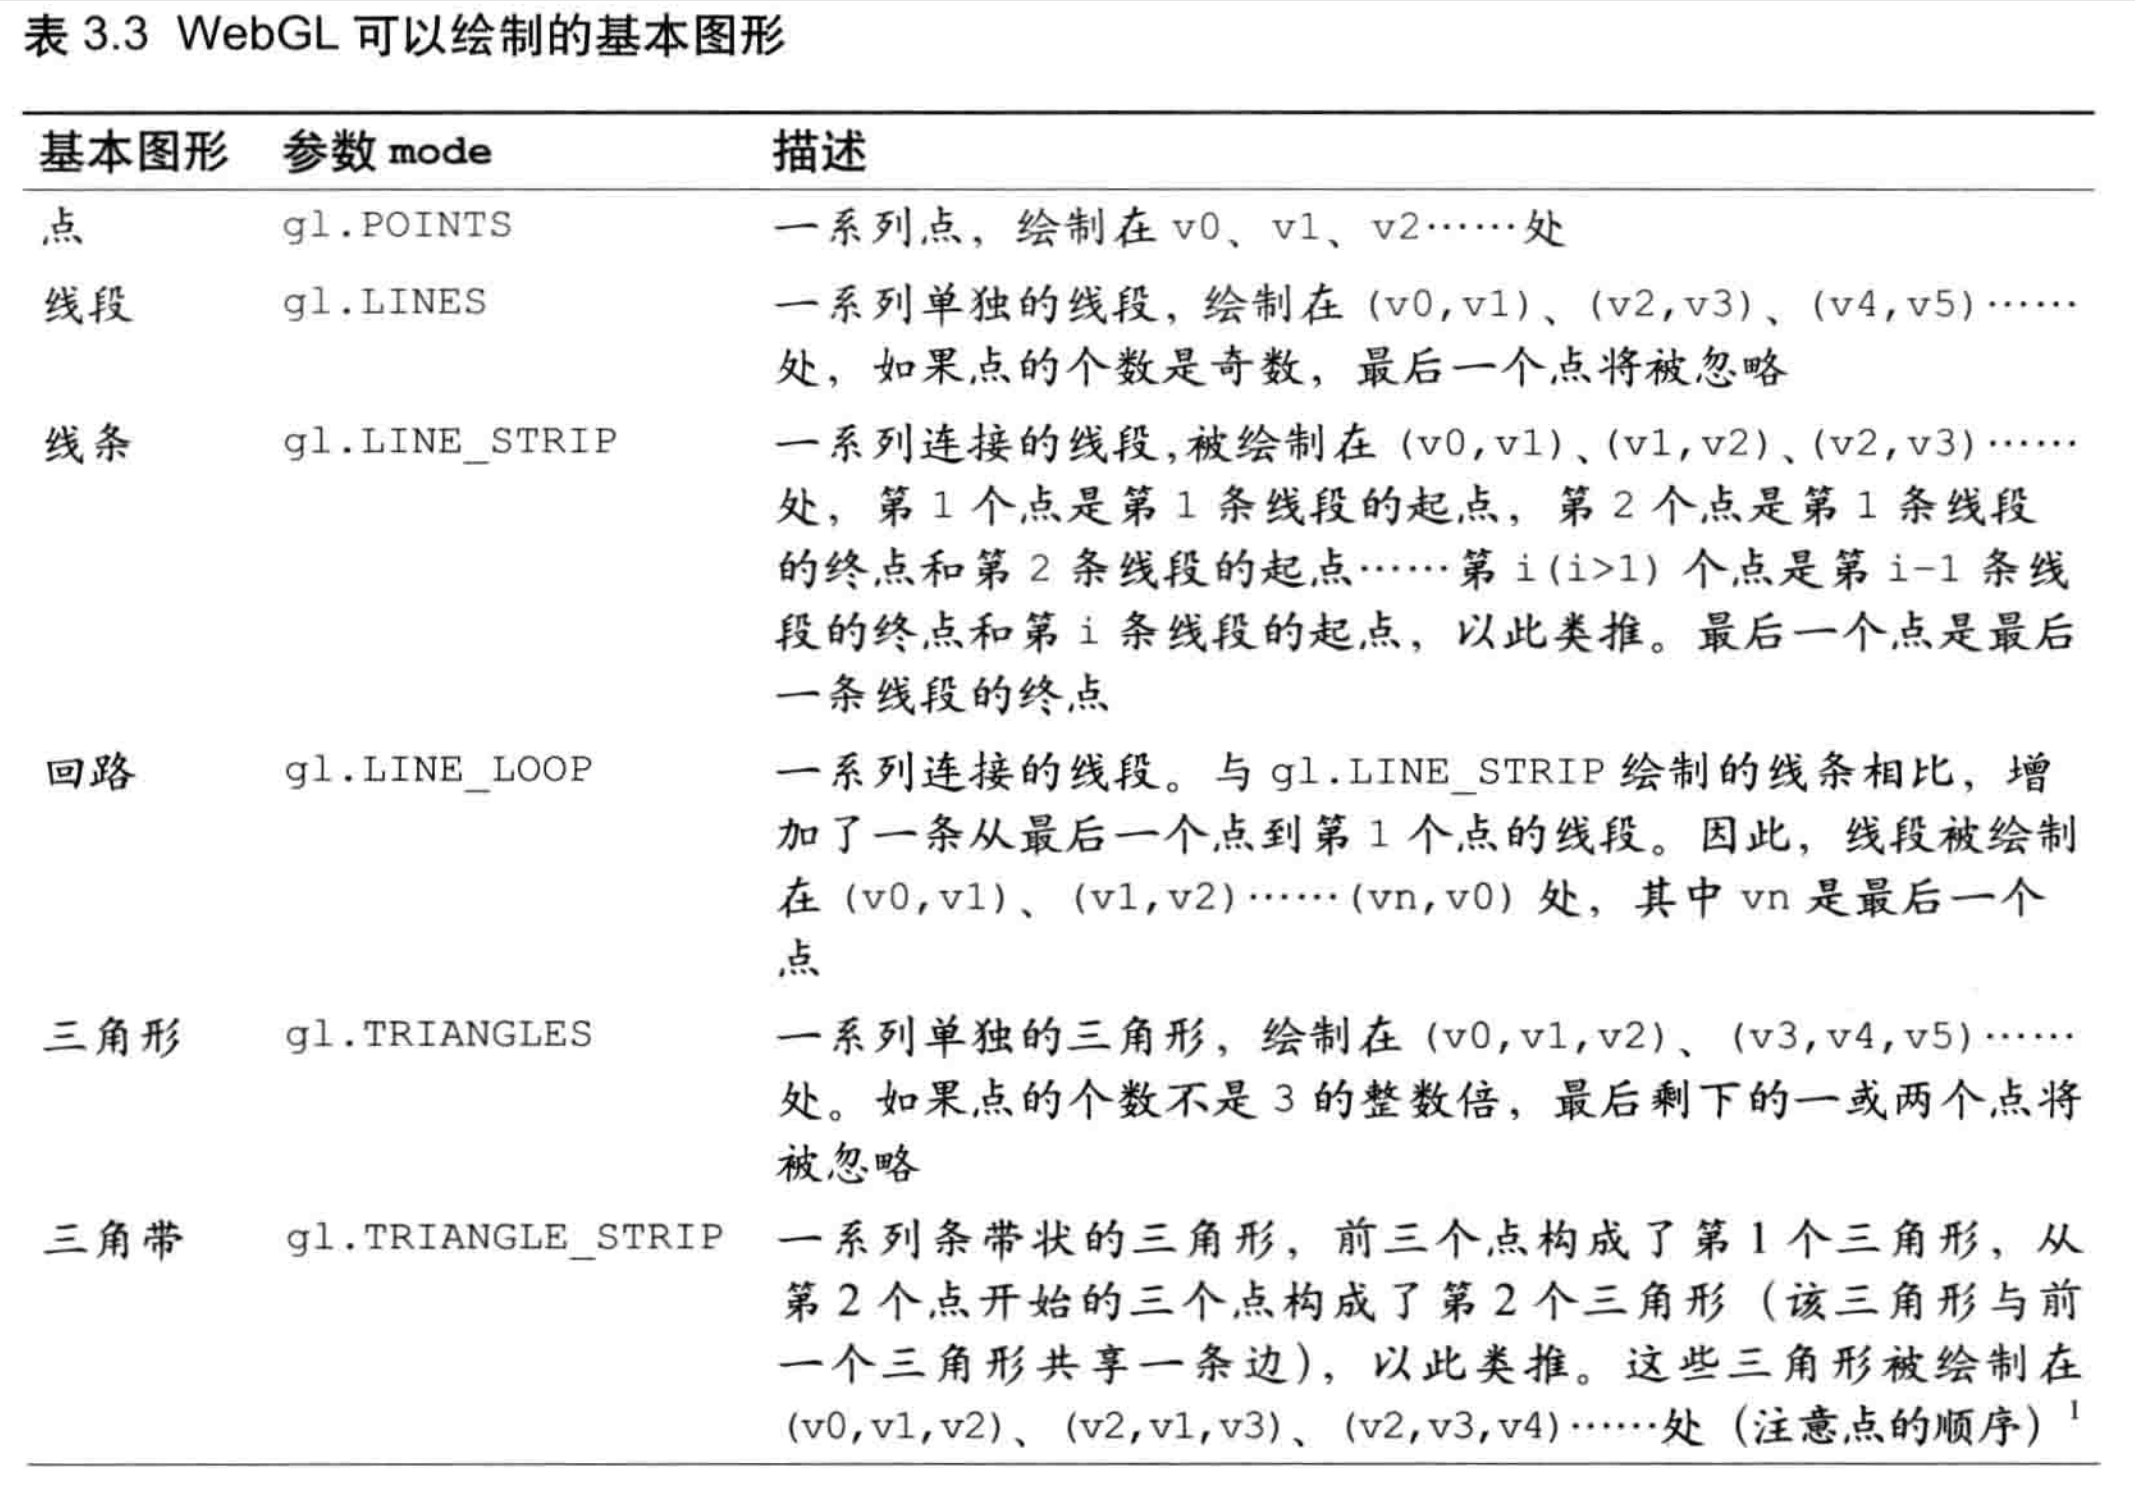 表 3.3 WebGL 可以绘制的基本图形
基本图形 参数 mode 描述
点 gl.POINTS 一系列点，绘制在 v0、v1、v2……处
线段 gl.LINES 一系列单独的线段，绘制在 (v0,v1)、(v2,v3)、(v4,v5)……
处，如果点的个数是奇数，最后一个点将被忽略
线条 gl.LINE_STRIP 一系列连接的线段,被绘制在 (v0,v1)、(v1,v2)、(v2,v3)……
处，第 1 个点是第 1 条线段的起点，第 2 个点是第 1 条线段
的终点和第 2 条线段的起点……第 i(i>1) 个点是第 i-1 条线
段的终点和第 i 条线段的起点，以此类推。最后一个点是最后
一条线段的终点
回路 gl.LINE_LOOP 一系列连接的线段。与 gl.LINE_STRIP 绘制的线条相比，增
加了一条从最后一个点到第 1 个点的线段。因此，线段被绘制
在 (v0,v1)、(v1,v2)……(vn,v0) 处，其中 vn 是最后一个
点
三角形 gl.TRIANGLES 一系列单独的三角形，绘制在 (v0,v1,v2)、(v3,v4,v5)……
处。如果点的个数不是 3 的整数倍，最后剩下的一或两个点将
被忽略
三角带 gl.TRIANGLE_STRIP 一系列条带状的三角形，前三个点构成了第 1 个三角形，从
第 2 个点开始的三个点构成了第 2 个三角形（该三角形与前
一个三角形共享一条边），以此类推。这些三角形被绘制在
(v0,v1,v2)、(v2,v1,v3)、(v2,v3,v4)……处（注意点的顺序）1